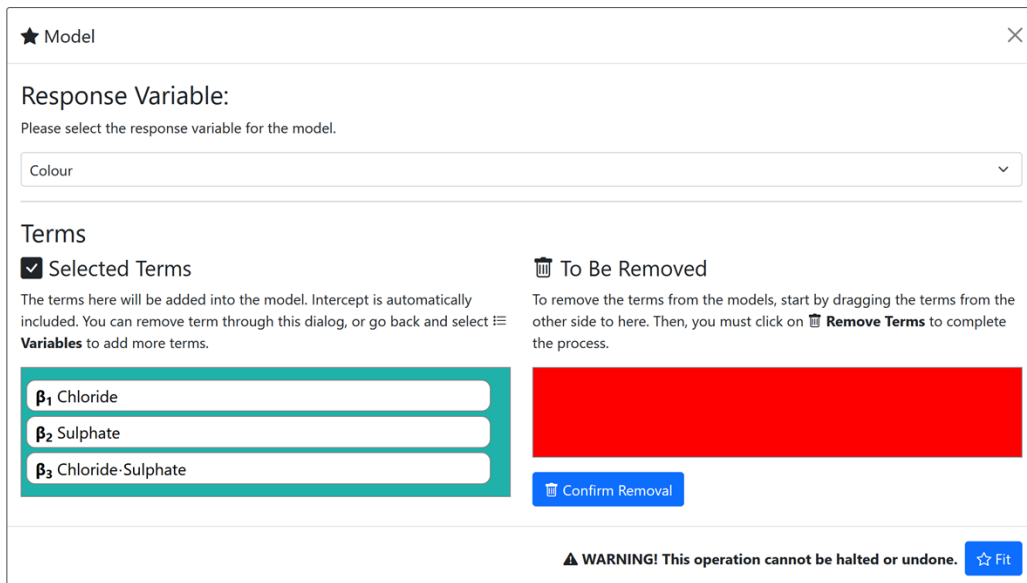 Model
Response Variable:
Please select the response variable for the model.
Colour
Terms
Selected Terms
The terms here will be added into the model. Intercept is automatically
included. You can remove term through this dialog, or go back and select
Variables to add more terms.
β₁ Chloride
β₂ Sulphate
β₃ Chloride·Sulphate
To Be Removed
To remove the terms from the models, start by dragging the terms from the
other side to here. Then, you must click on Remove Terms to complete
the process.
Confirm Removal
WARNING! This operation cannot be halted or undone.
Fit